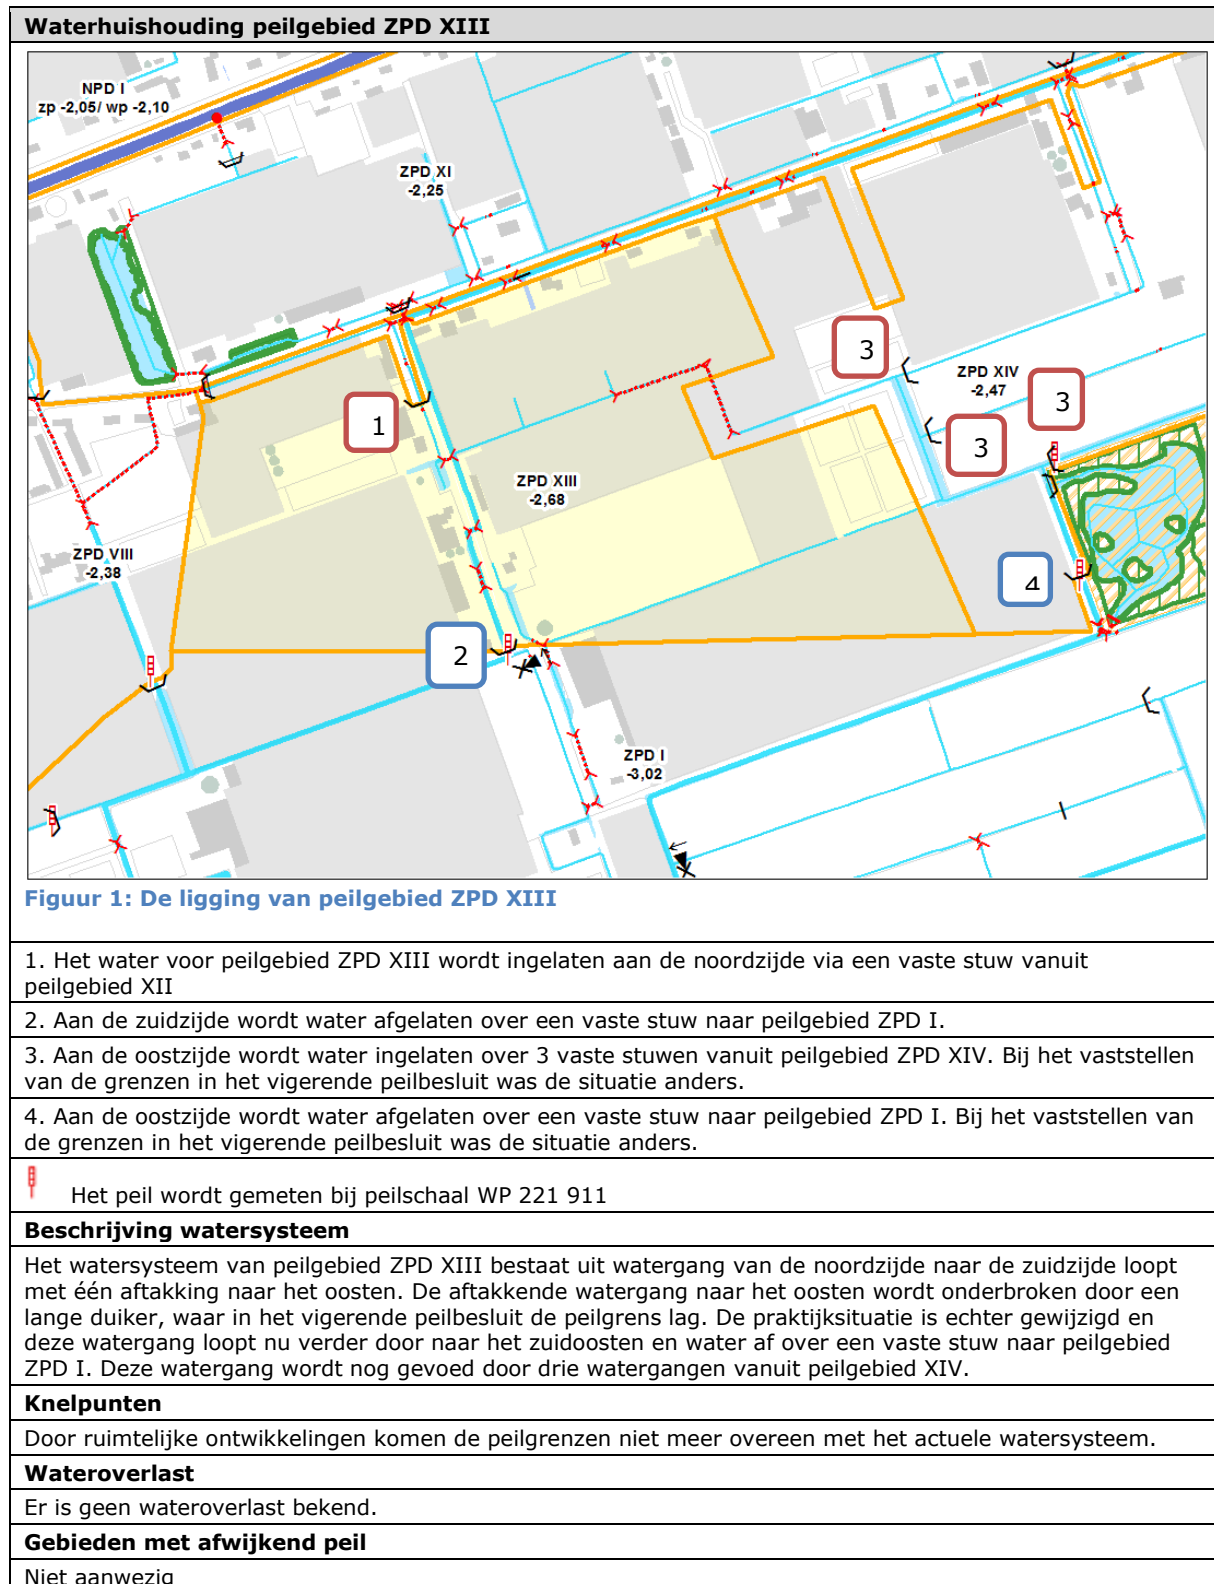 Waterhuishouding peilgebied ZPD XIII
NPD I
zp -2,05/ wp -2,10
ZPD XI
-2,25
3
ZPD XIV
-2,47
3
1
3
ZPD XIII
-2,68
ZPD VIII
-2,38
4
2
ZPD I
-3,02
Figuur 1: De ligging van peilgebied ZPD XIII
1. Het water voor peilgebied ZPD XIII wordt ingelaten aan de noordzijde via een vaste stuw vanuit
peilgebied XII
2. Aan de zuidzijde wordt water afgelaten over een vaste stuw naar peilgebied ZPD I.
3. Aan de oostzijde wordt water ingelaten over 3 vaste stuwen vanuit peilgebied ZPD XIV. Bij het vaststellen
van de grenzen in het vigerende peilbesluit was de situatie anders.
4. Aan de oostzijde wordt water afgelaten over een vaste stuw naar peilgebied ZPD I. Bij het vaststellen van
de grenzen in het vigerende peilbesluit was de situatie anders.
Het peil wordt gemeten bij peilschaal WP 221 911
Beschrijving watersysteem
Het watersysteem van peilgebied ZPD XIII bestaat uit watergang van de noordzijde naar de zuidzijde loopt
met één aftakking naar het oosten. De aftakkende watergang naar het oosten wordt onderbroken door een
lange duiker, waar in het vigerende peilbesluit de peilgrens lag. De praktijksituatie is echter gewijzigd en
deze watergang loopt nu verder door naar het zuidoosten en water af over een vaste stuw naar peilgebied
ZPD I. Deze watergang wordt nog gevoed door drie watergangen vanuit peilgebied XIV.
Knelpunten
Door ruimtelijke ontwikkelingen komen de peilgrenzen niet meer overeen met het actuele watersysteem.
Wateroverlast
Er is geen wateroverlast bekend.
Gebieden met afwijkend peil
Niet aanwezig